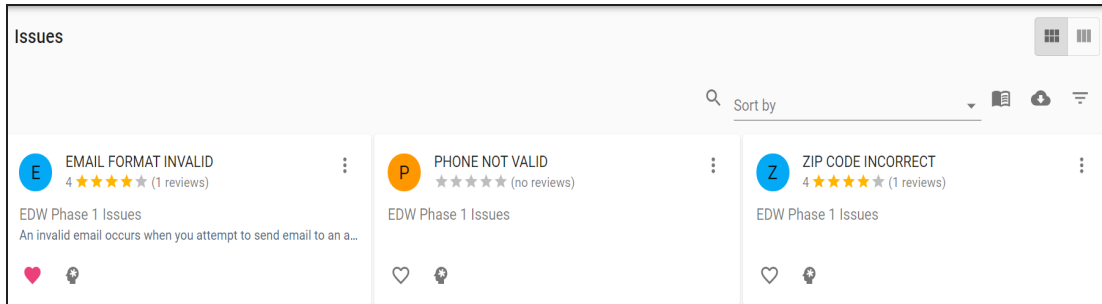 Issues
Sort by
E
EMAIL FORMAT INVALID
4 (1 reviews)
EDW Phase 1 Issues
An invalid email occurs when you attempt to send email to an a...
P
PHONE NOT VALID
(no reviews)
EDW Phase 1 Issues
Z
ZIP CODE INCORRECT
4 (1 reviews)
EDW Phase 1 Issues